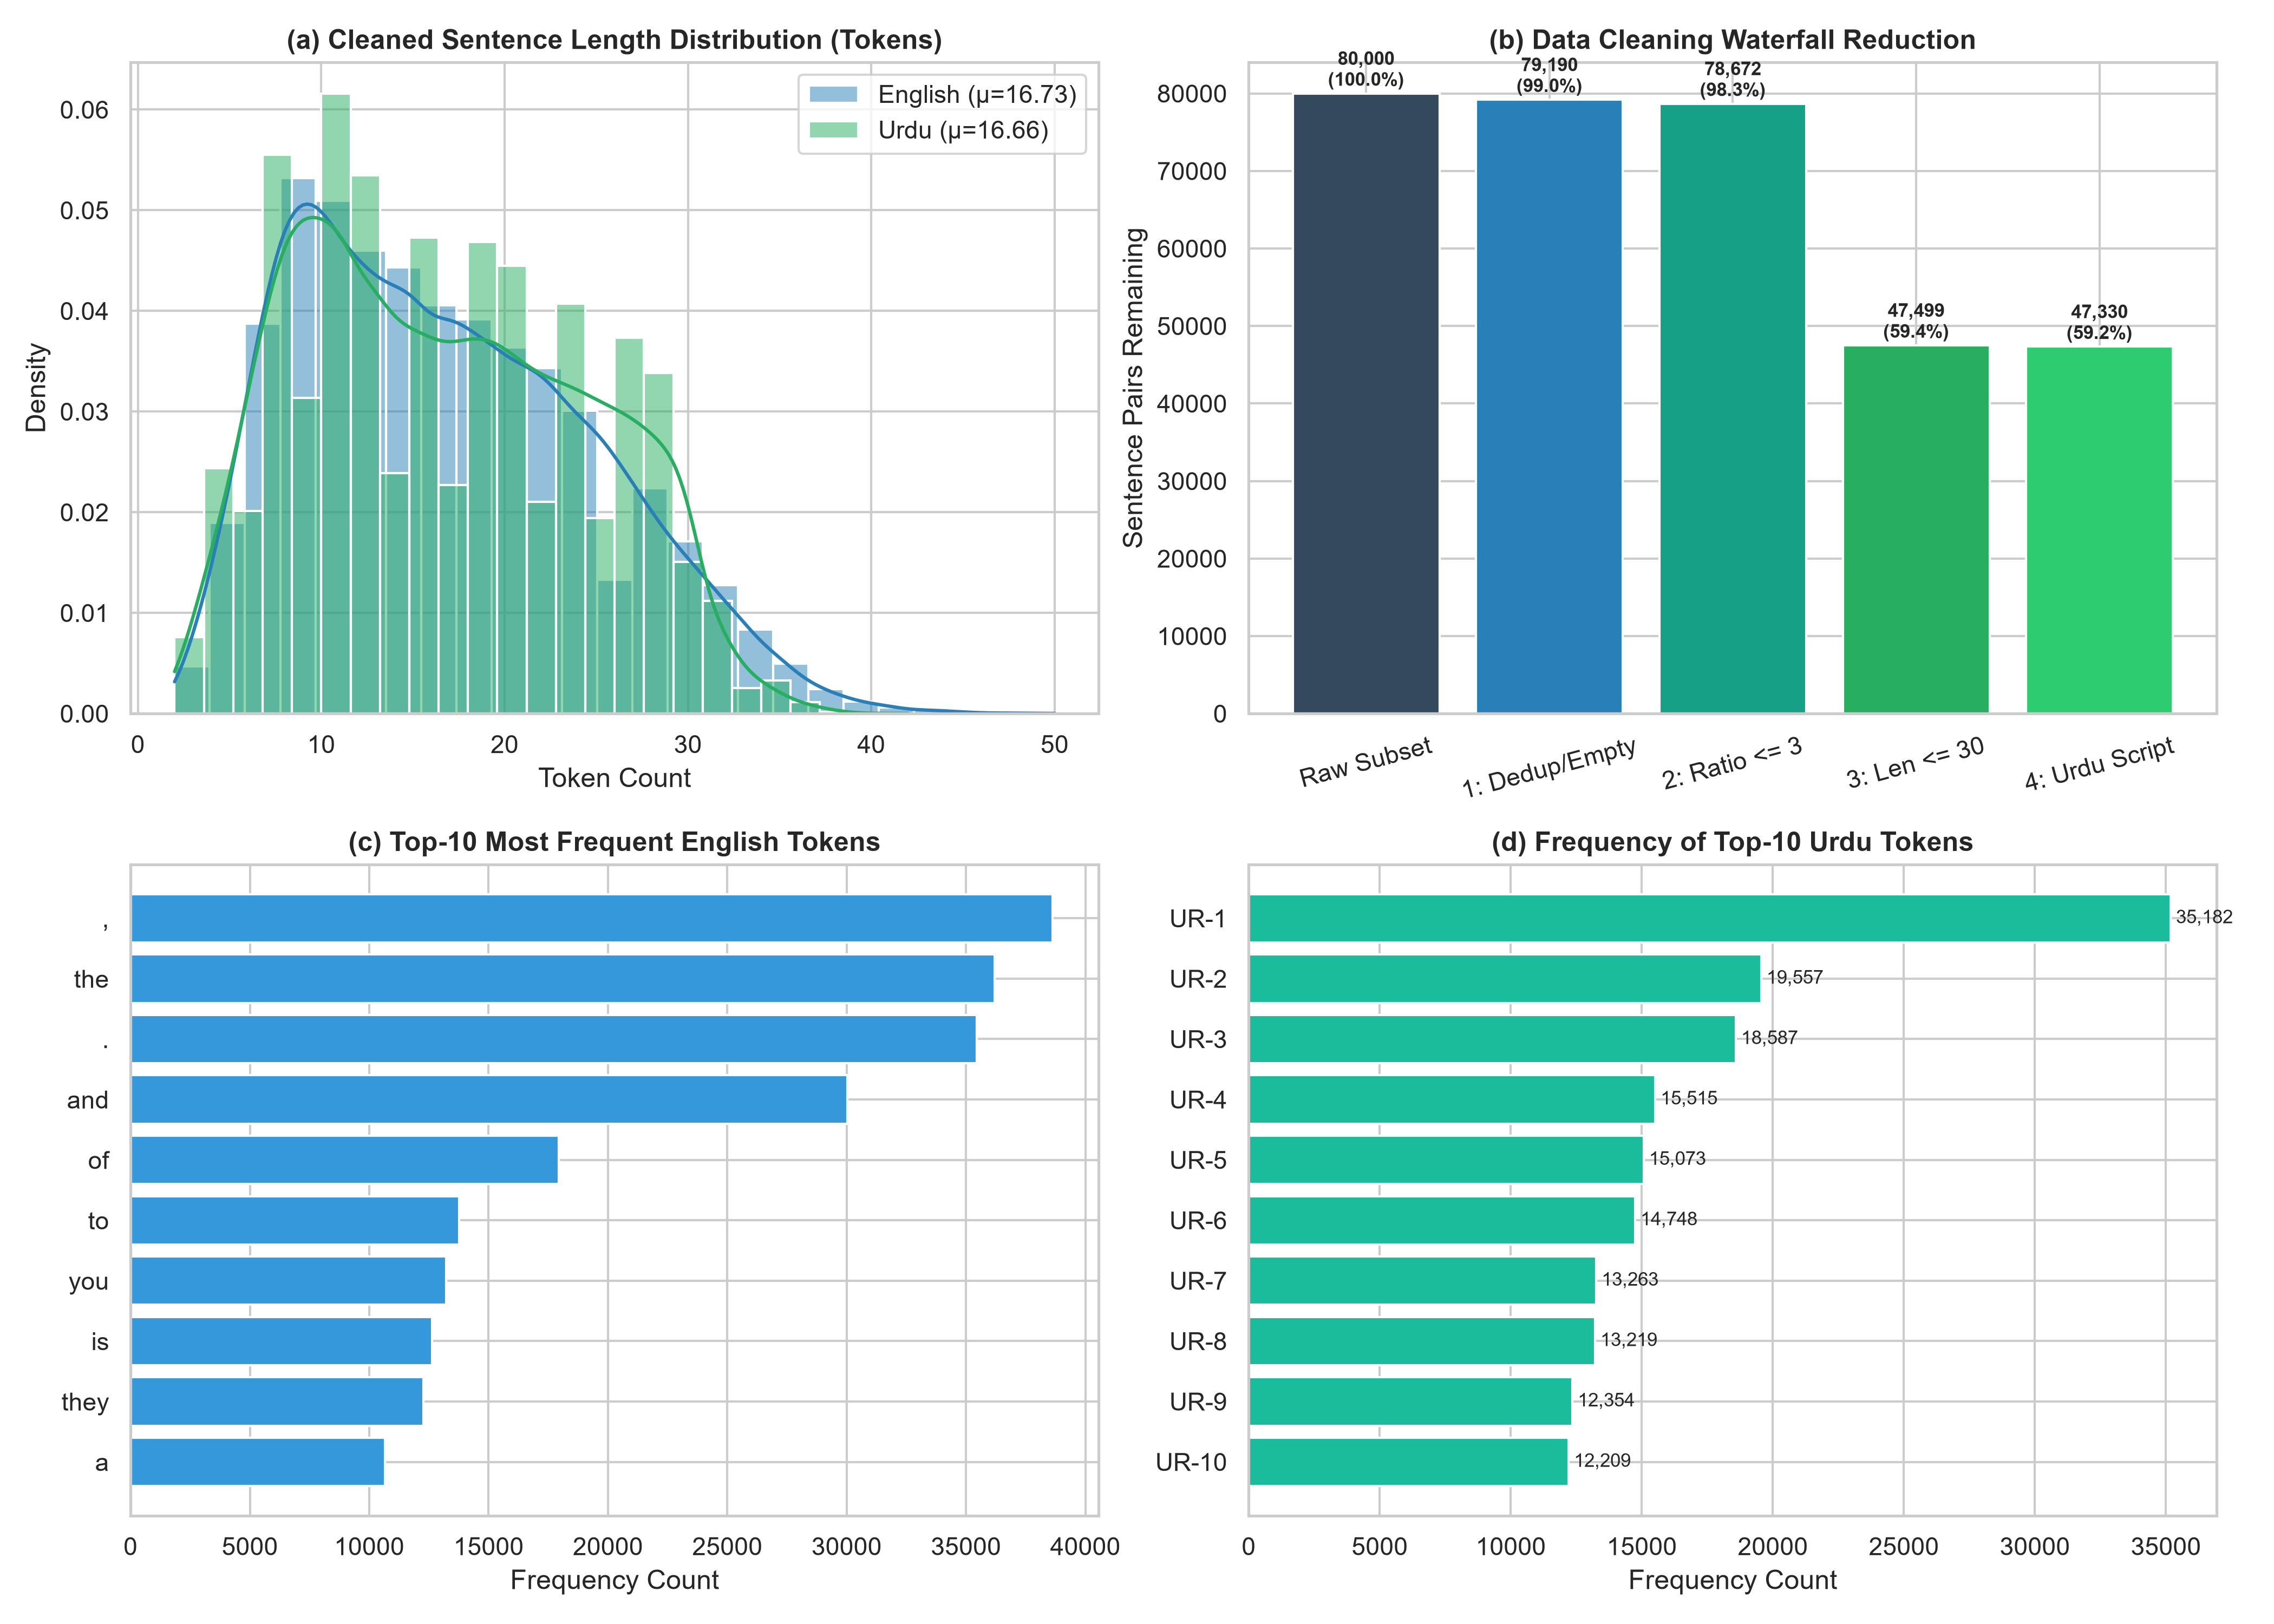 (a) Cleaned Sentence Length Distribution (Tokens)
English (μ=16.73)
Urdu (μ=16.66)
Density
0.06
0.05
0.04
0.03
0.02
0.01
0.00
0 10 20 30 40 50
Token Count
(b) Data Cleaning Waterfall Reduction
80,000
(100.0%)
79,190
(99.0%)
78,672
(98.3%)
47,499
(59.4%)
47,330
(59.2%)
Sentence Pairs Remaining
80000
70000
60000
50000
40000
30000
20000
10000
0
Raw Subset
1: Dedup/Empty
2: Ratio <= 3
3: Len <= 30
4: Urdu Script
(c) Top-10 Most Frequent English Tokens
,
the
.
and
of
to
you
is
they
a
0 5000 10000 15000 20000 25000 30000 35000 40000
Frequency Count
(d) Frequency of Top-10 Urdu Tokens
UR-1 35,182
UR-2 19,557
UR-3 18,587
UR-4 15,515
UR-5 15,073
UR-6 14,748
UR-7 13,263
UR-8 13,219
UR-9 12,354
UR-10 12,209
0 5000 10000 15000 20000 25000 30000 35000
Frequency Count